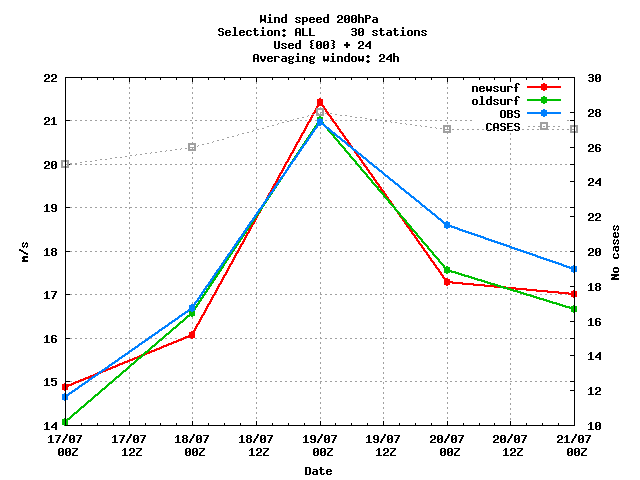 Wind speed 200hPa
Selection: ALL     30 stations
Used {00} + 24
Averaging window: 24h
22
21
20
19
18
17
16
15
14
m/s
30
28
26
24
22
20
18
16
14
12
10
No cases
newsurf
oldsurf
OBS
CASES
17/07 17/07 18/07 18/07 19/07 19/07 20/07 20/07 21/07
00Z 12Z 00Z 12Z 00Z 12Z 00Z 12Z 00Z
Date